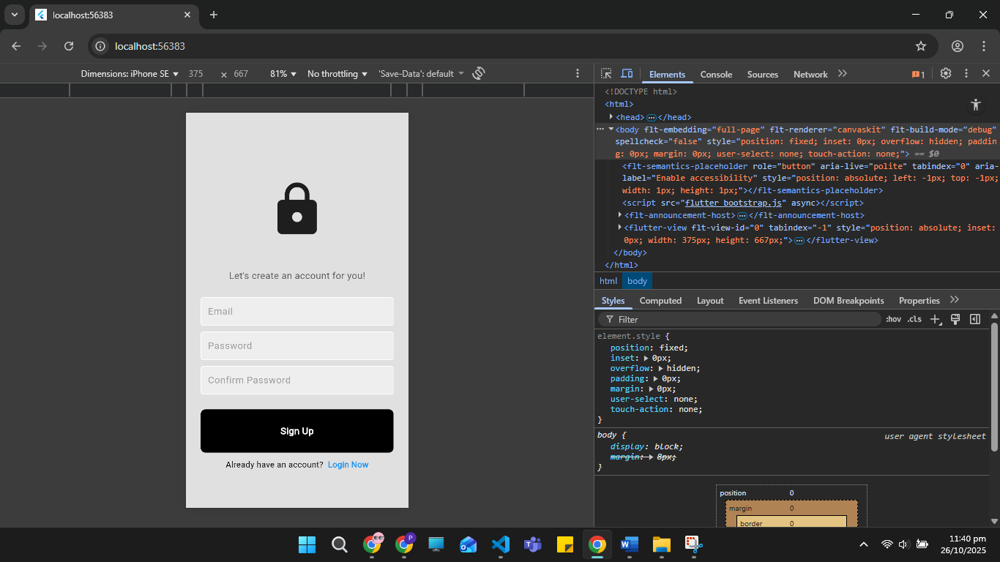 localhost:56383
localhost:56383
Dimensions: iPhone SE 375 × 667 81% No throttling 'Save-Data': default
Elements Console Sources Network 1
Let's create an account for you!
Email
Password
Confirm Password
Sign Up
Already have an account? Login Now
<!DOCTYPE html>
<html>
<head> … </head>
<body flt-embedding="full-page" flt-renderer="canvaskit" flt-build-mode="debug"
spellcheck="false" style="position: fixed; inset: 0px; overflow: hidden; paddin
g: 0px; margin: 0px; user-select: none; touch-action: none;"> == $0
<flt-semantics-placeholder role="button" aria-live="polite" tabindex="0" aria-
label="Enable accessibility" style="position: absolute; left: -1px; top: -1px;
width: 1px; height: 1px;"></flt-semantics-placeholder>
<script src="flutter_bootstrap.js" async></script>
<flt-announcement-host> … </flt-announcement-host>
<flutter-view flt-view-id="0" tabindex="-1" style="position: absolute; inset:
0px; width: 375px; height: 667px;"> … </flutter-view>
</body>
</html>
html body
Styles Computed Layout Event Listeners DOM Breakpoints Properties
Filter :hov .cls
element.style {
position: fixed;
inset: 0px;
overflow: hidden;
padding: 0px;
margin: 0px;
user-select: none;
touch-action: none;
}
body { user agent stylesheet
display: block;
margin: 8px;
}
position 0
margin 0
border 0
P
11:40 pm
26/10/2025